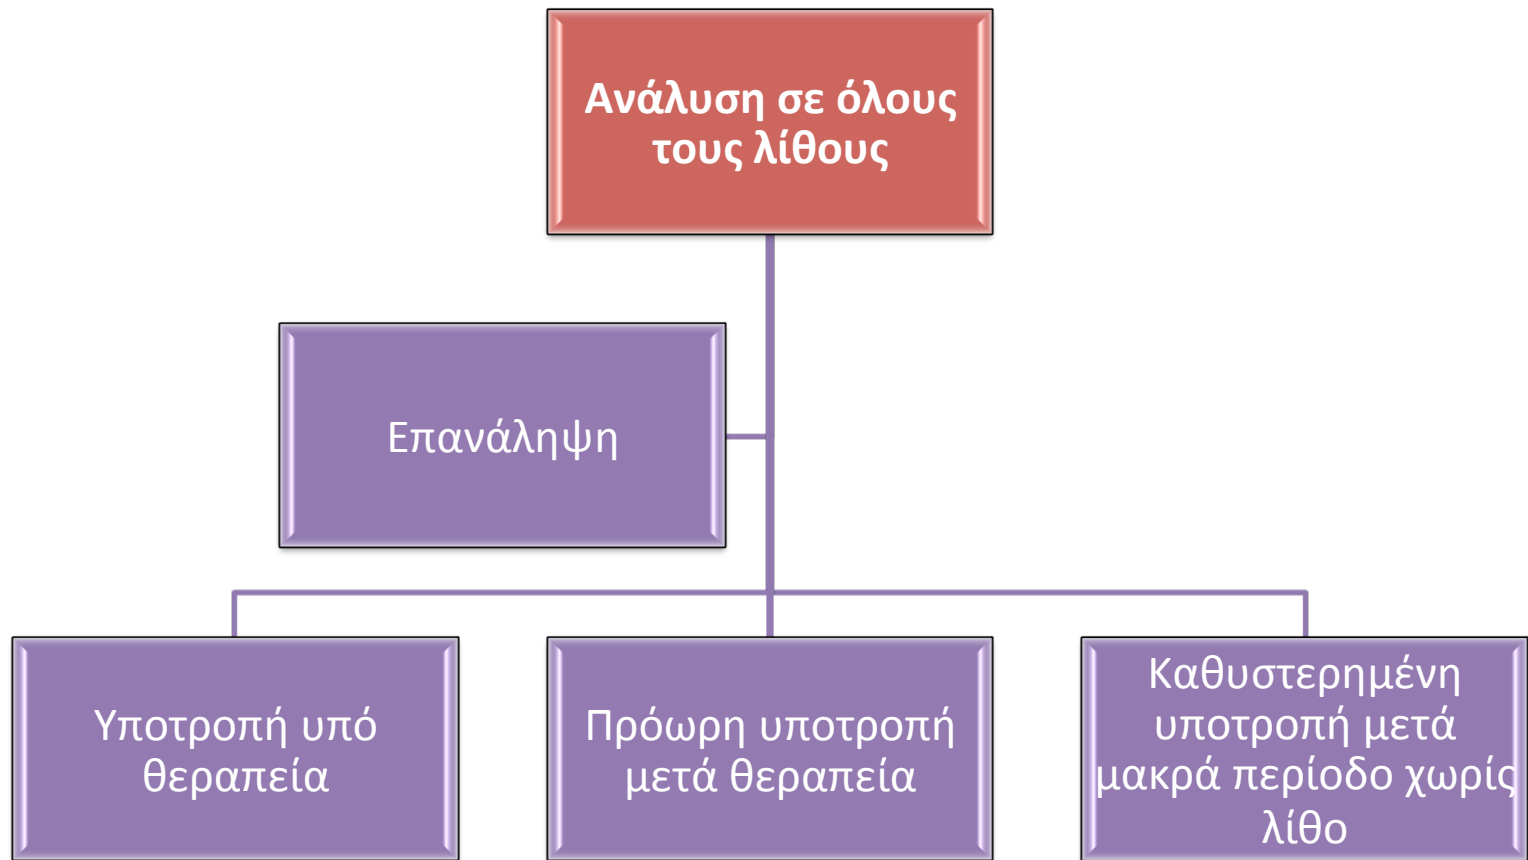 Ανάλυση σε όλους
τους λίθους
Επανάληψη
Υποτροπή υπό
θεραπεία
Πρόωρη υποτροπή
μετά θεραπεία
Καθυστερημένη
υποτροπή μετά
μακρά περίοδο χωρίς
λίθο